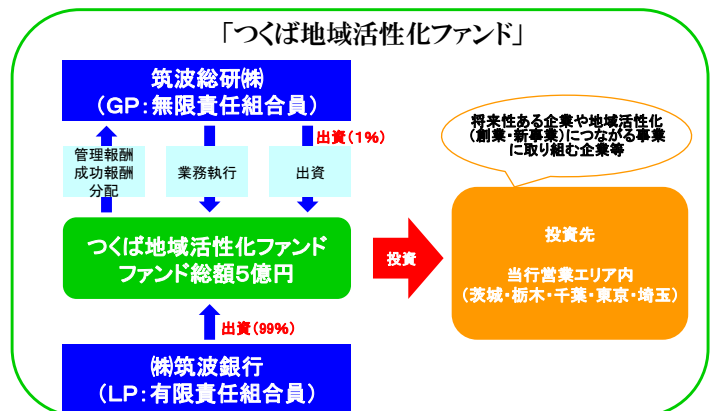 「つくば地域活性化ファンド」
筑波総研㈱
（GP：無限責任組合員）
出資（1％）
管理報酬
成功報酬
分配
業務執行
出資
将来性ある企業や地域活性化
（創業・新事業）につながる事業
に取り組む企業等
つくば地域活性化ファンド
ファンド総額5億円
投資
投資先
当行営業エリア内
（茨城・栃木・千葉・東京・埼玉）
出資（99％）
㈱筑波銀行
（LP：有限責任組合員）